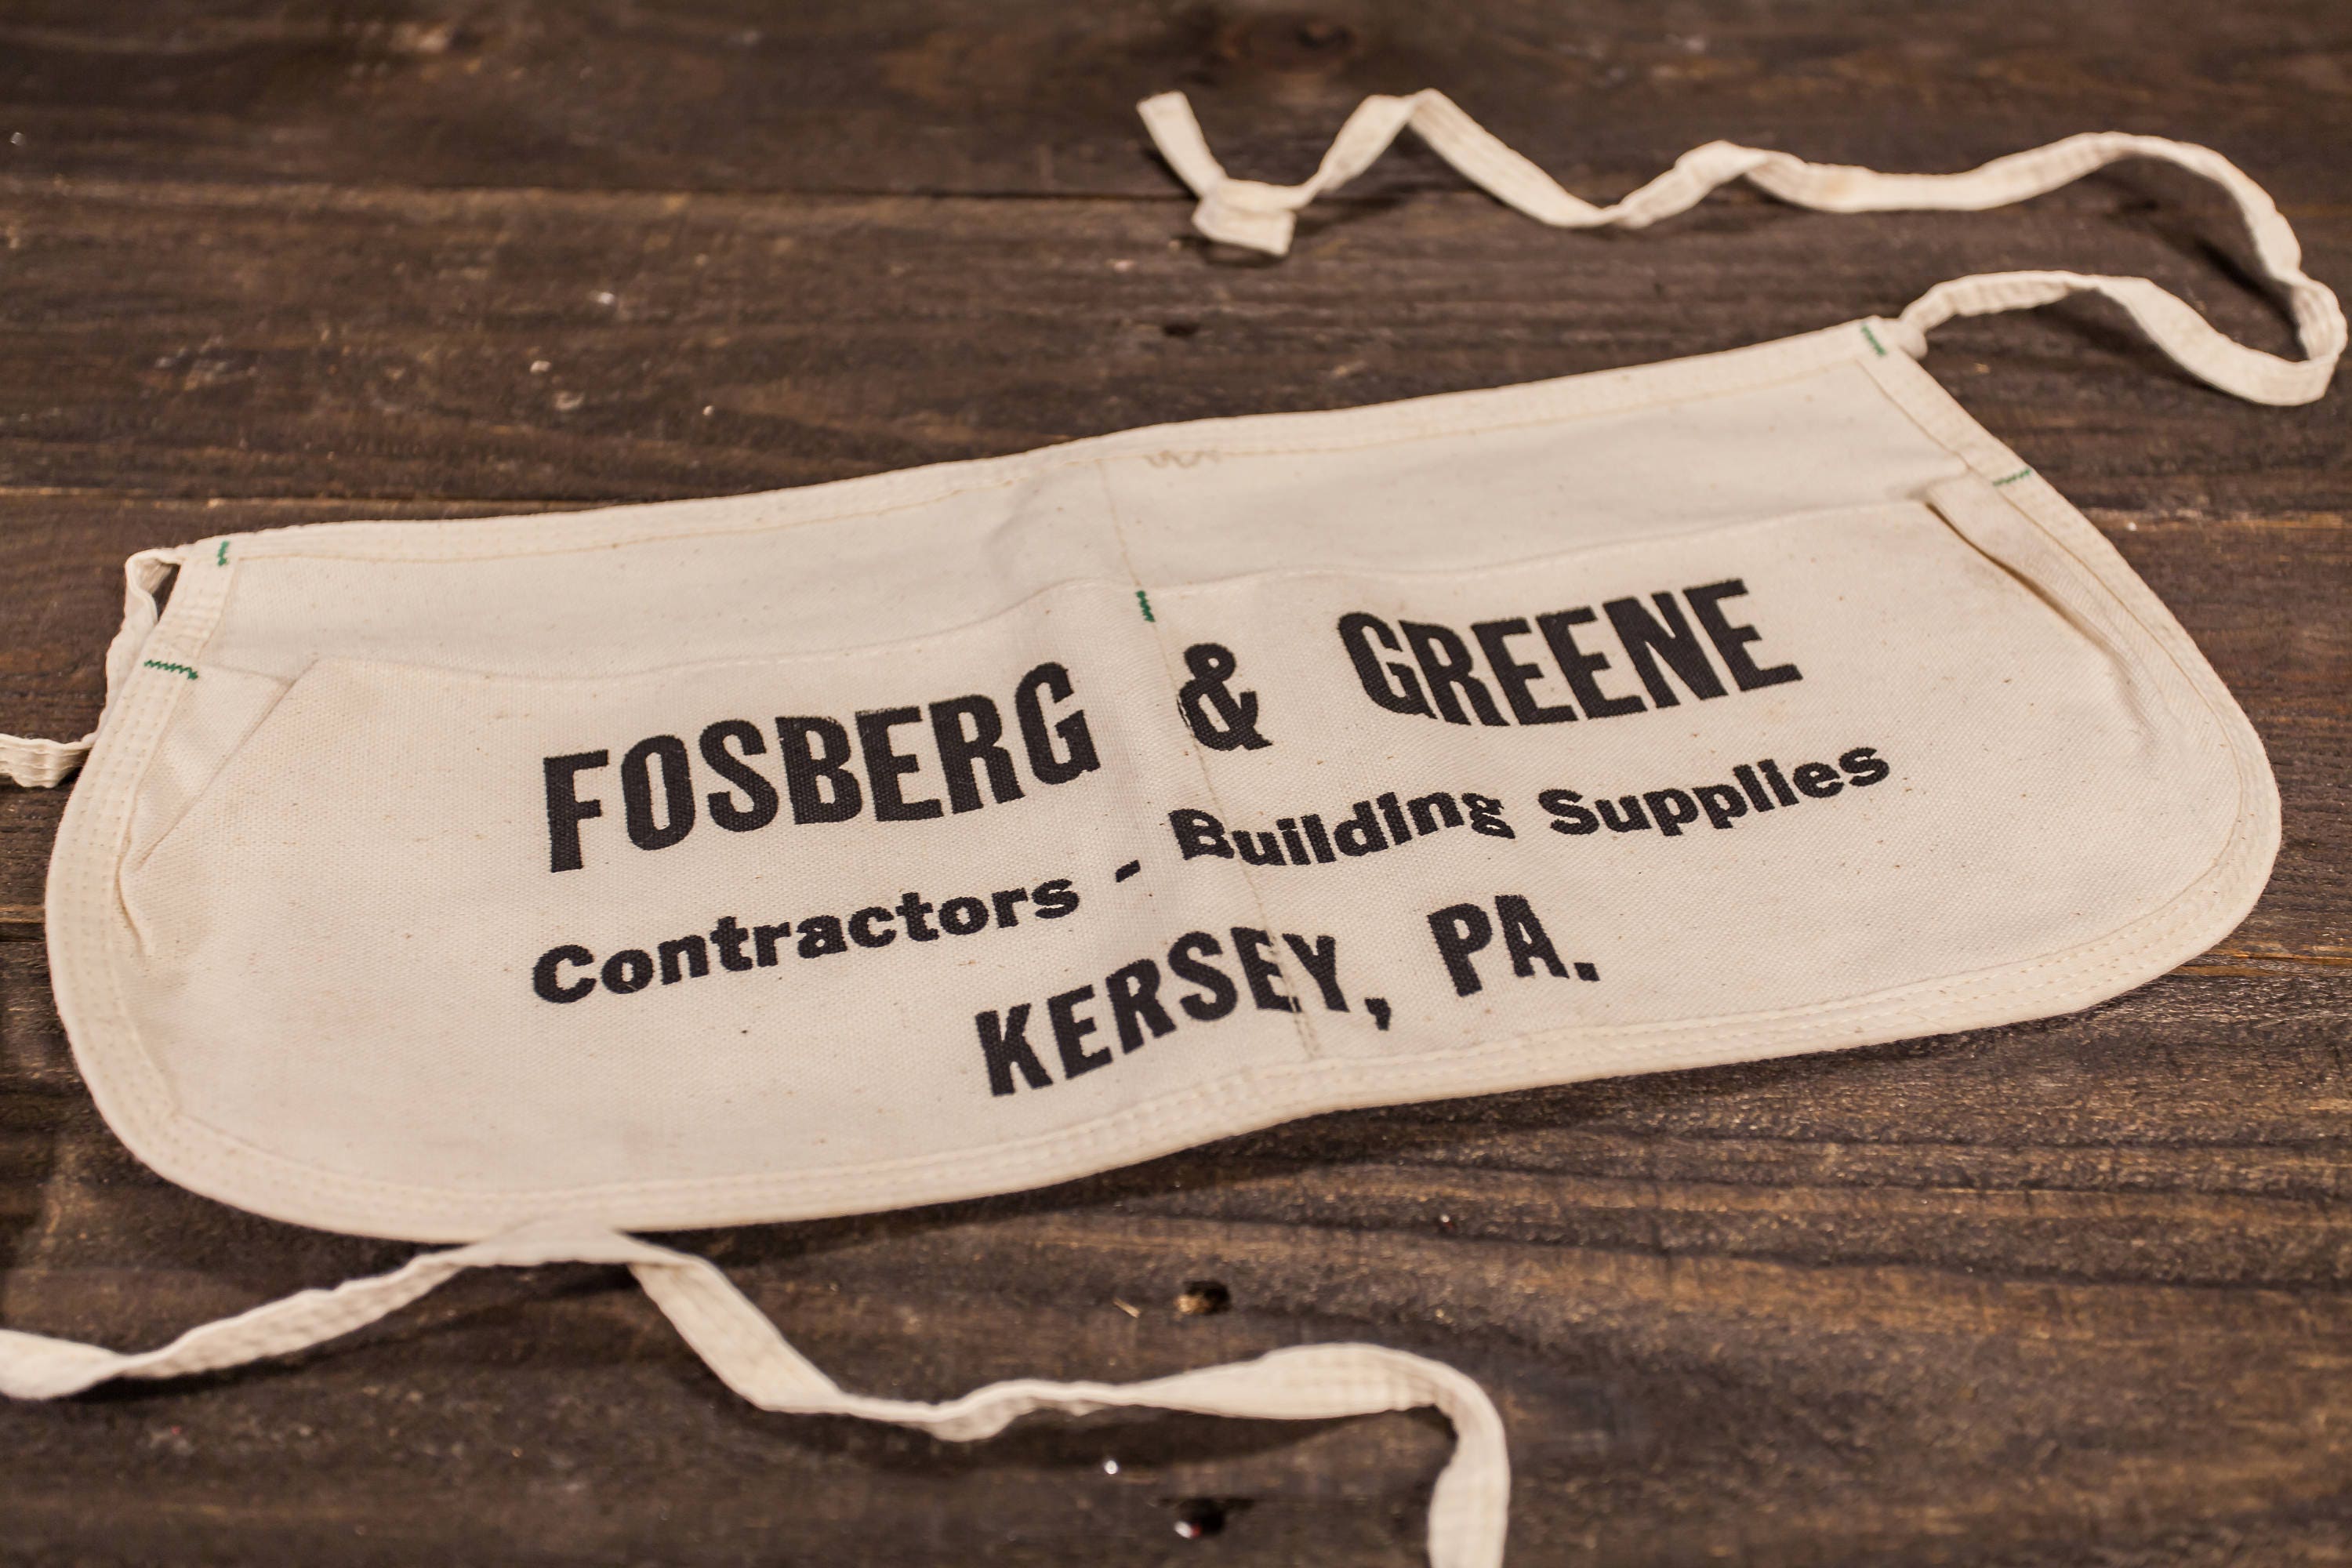 FOSBERG & GREENE
Contractors - Building Supplies
KERSEY, PA.